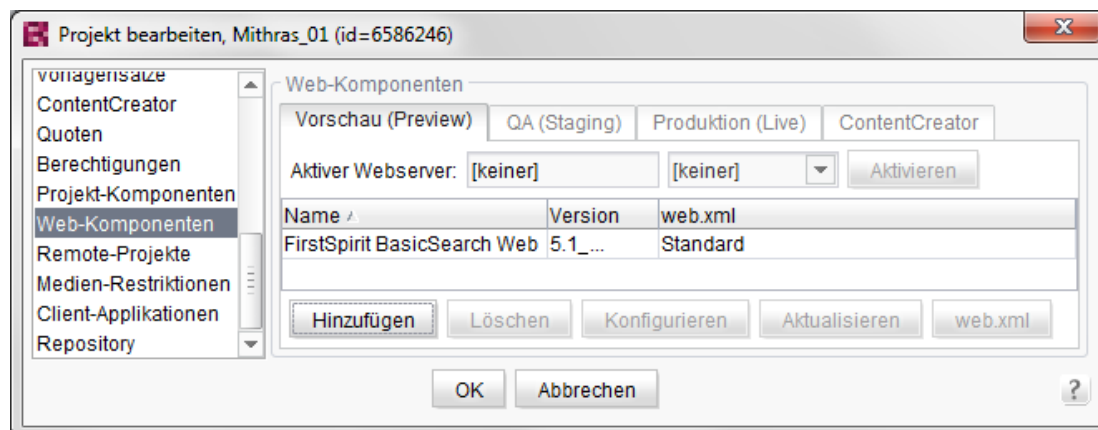 Projekt bearbeiten, Mithras_01 (id=6586246)
Vorlagensätze
ContentCreator
Quoten
Berechtigungen
Projekt-Komponenten
Web-Komponenten
Remote-Projekte
Medien-Restriktionen
Client-Applikationen
Repository
Web-Komponenten
Vorschau (Preview) QA (Staging) Produktion (Live) ContentCreator
Aktiver Webserver: [keiner] [keiner] Aktivieren
Name Version web.xml
FirstSpirit BasicSearch Web 5.1_... Standard
Hinzufügen Löschen Konfigurieren Aktualisieren web.xml
OK Abbrechen ?